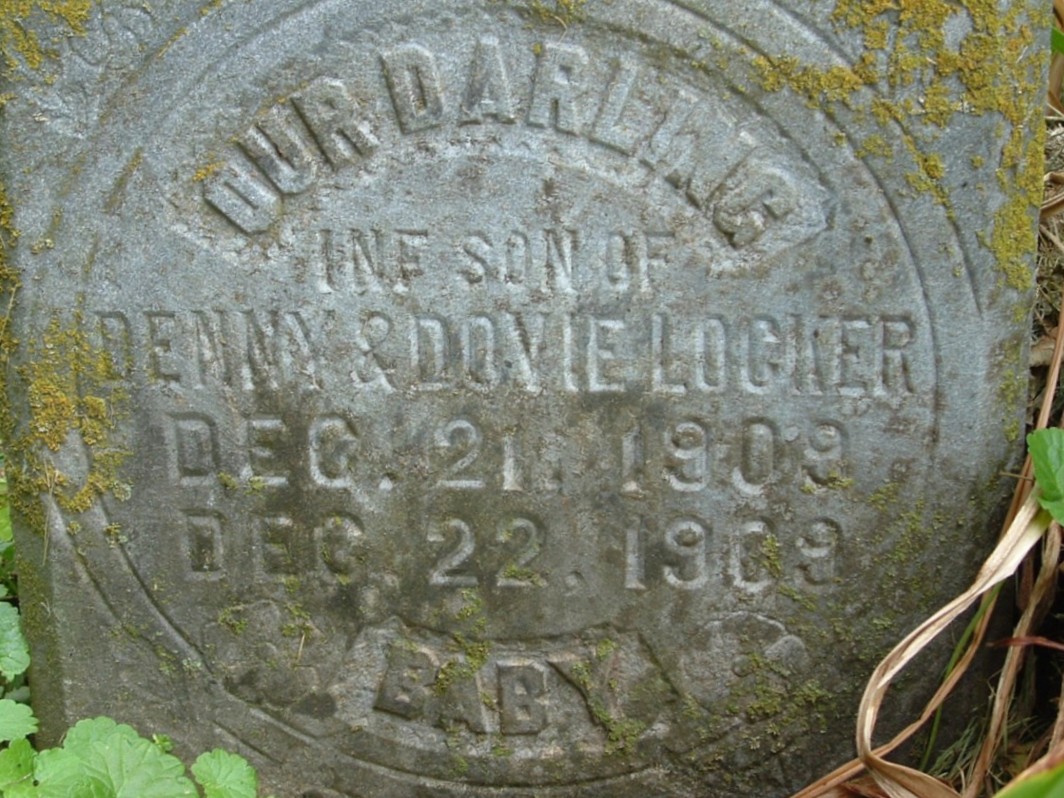 OUR DARLING
INF SON OF
DENNY & DOVIE LOCKER
DEC. 21. 1909
DEC. 22. 1909
BABY